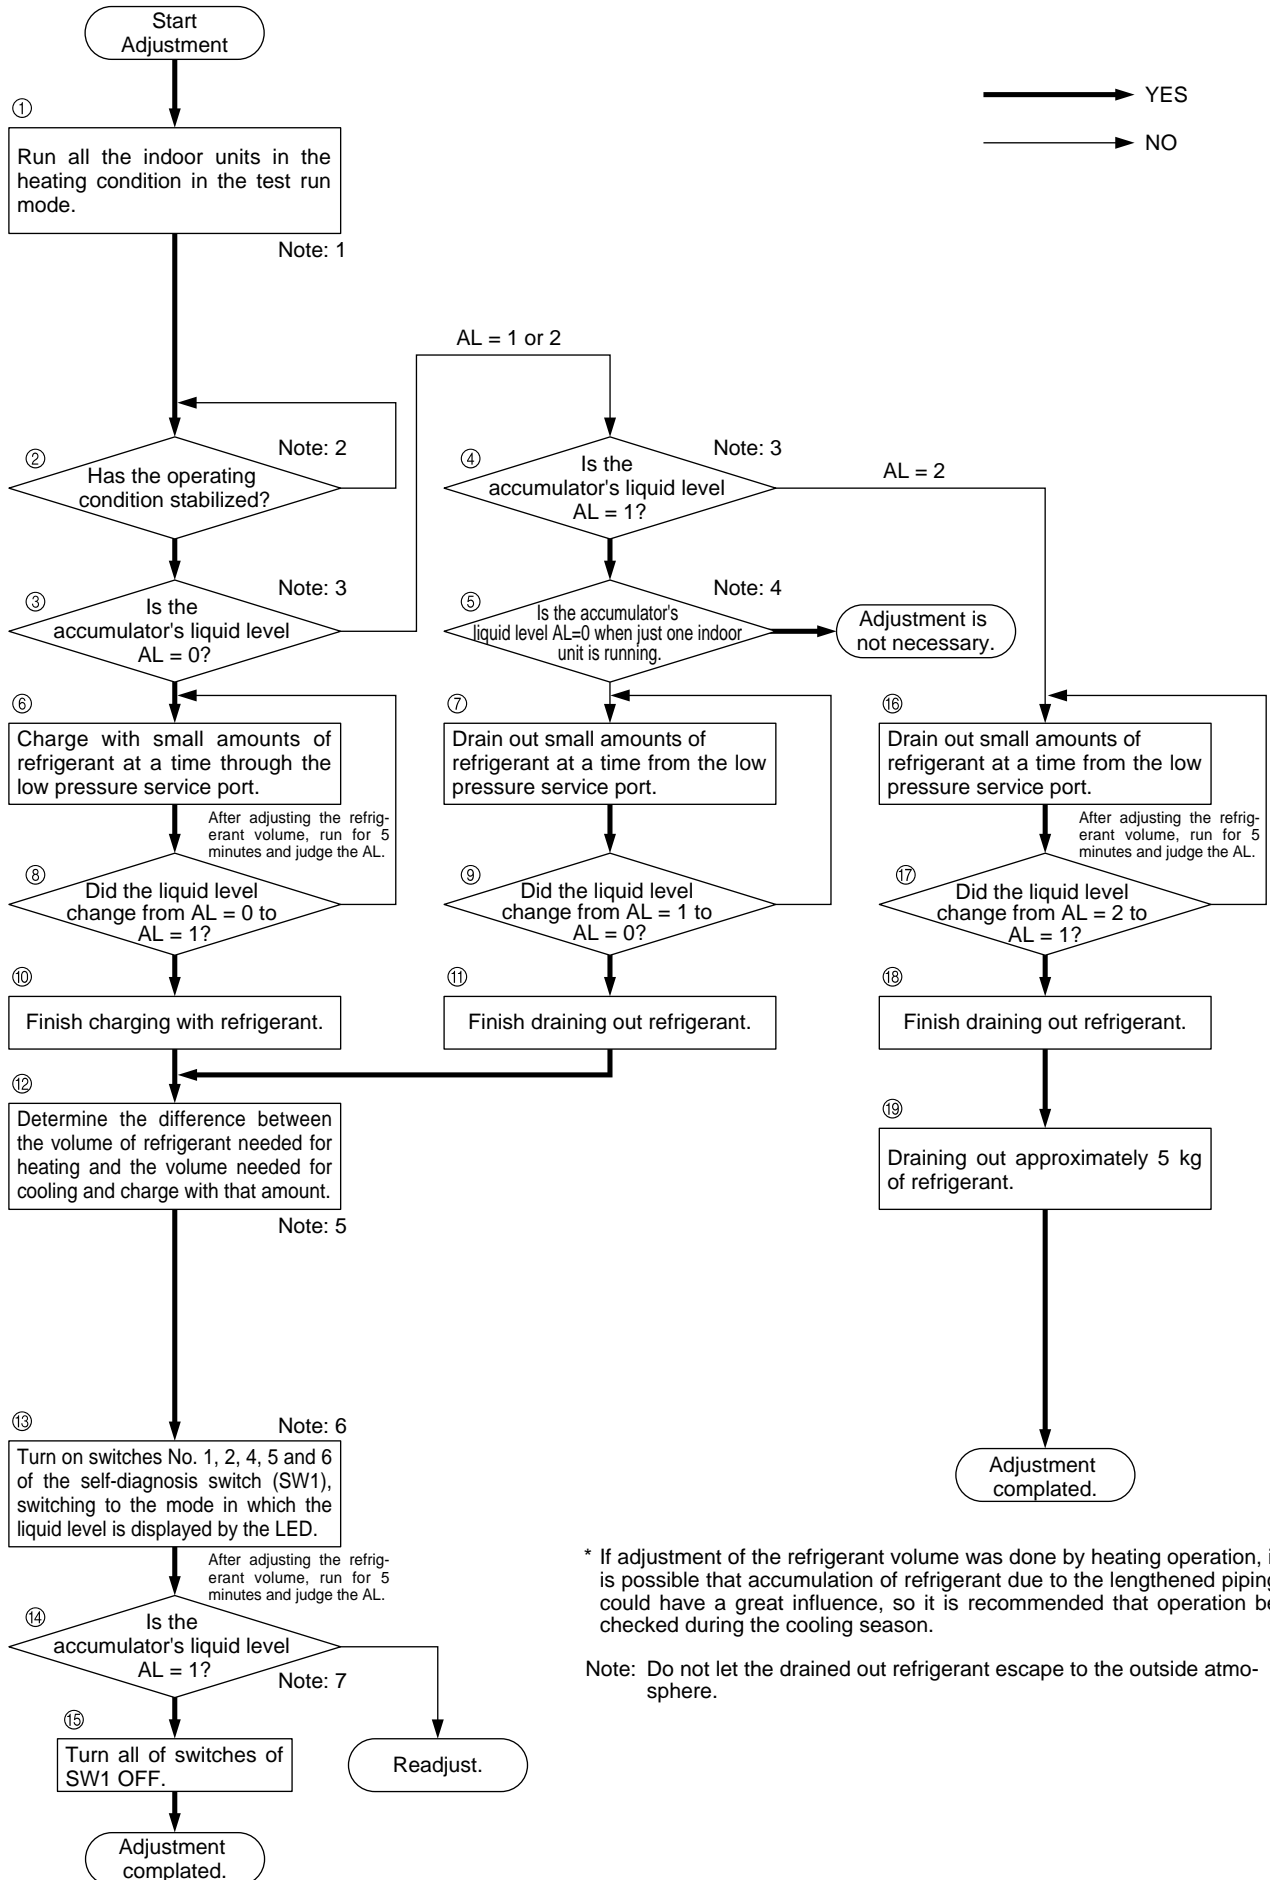 Start
Adjustment
YES
NO
①
Run all the indoor units in the
heating condition in the test run
mode.
Note: 1
AL = 1 or 2
②
Note: 2
Has the operating
condition stabilized?
③
Note: 3
Is the
accumulator's liquid level
AL = 0?
④
Note: 3
Is the
accumulator's liquid level
AL = 1?
AL = 2
⑤
Note: 4
Is the accumulator's
liquid level AL=0 when just one indoor
unit is running.
Adjustment is
not necessary.
⑥
Charge with small amounts of
refrigerant at a time through the
low pressure service port.
After adjusting the refrig-
erant volume, run for 5
minutes and judge the AL.
⑦
Drain out small amounts of
refrigerant at a time from the low
pressure service port.
⑯
Drain out small amounts of
refrigerant at a time from the low
pressure service port.
After adjusting the refrig-
erant volume, run for 5
minutes and judge the AL.
⑧
Did the liquid level
change from AL = 0 to
AL = 1?
⑨
Did the liquid level
change from AL = 1 to
AL = 0?
⑰
Did the liquid level
change from AL = 2 to
AL = 1?
⑩
Finish charging with refrigerant.
⑪
Finish draining out refrigerant.
⑱
Finish draining out refrigerant.
⑫
Determine the difference between
the volume of refrigerant needed for
heating and the volume needed for
cooling and charge with that amount.
Note: 5
⑲
Draining out approximately 5 kg
of refrigerant.
Adjustment
complated.
⑬
Note: 6
Turn on switches No. 1, 2, 4, 5 and 6
of the self-diagnosis switch (SW1),
switching to the mode in which the
liquid level is displayed by the LED.
After adjusting the refrig-
erant volume, run for 5
minutes and judge the AL.
⑭
Is the
accumulator's liquid level
AL = 1?
Note: 7
⑮
Turn all of switches of
SW1 OFF.
Readjust.
Adjustment
complated.
* If adjustment of the refrigerant volume was done by heating operation, i
is possible that accumulation of refrigerant due to the lengthened piping
could have a great influence, so it is recommended that operation be
checked during the cooling season.
Note: Do not let the drained out refrigerant escape to the outside atmo-
sphere.